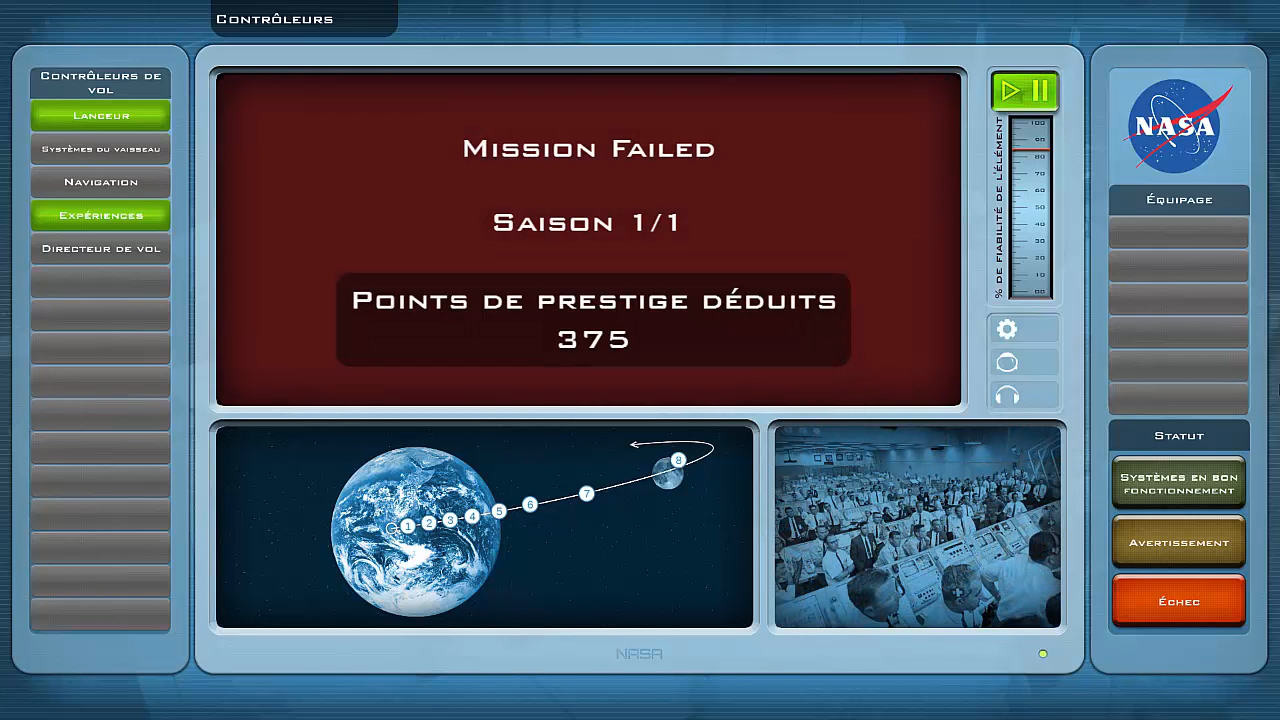 Contrôleurs
Contrôleurs de
vol
Lanceur
Systèmes du vaisseau
Navigation
Expériences
Directeur de vol
Mission Failed
Saison 1/1
Points de prestige déduits
375
% de fiabilité de l'élément
100
90
80
70
60
50
40
30
20
10
00
1
2
3
4
5
6
7
8
NASA
NASA
Équipage
Statut
Systèmes en bon
fonctionnement
Avertissement
Échec